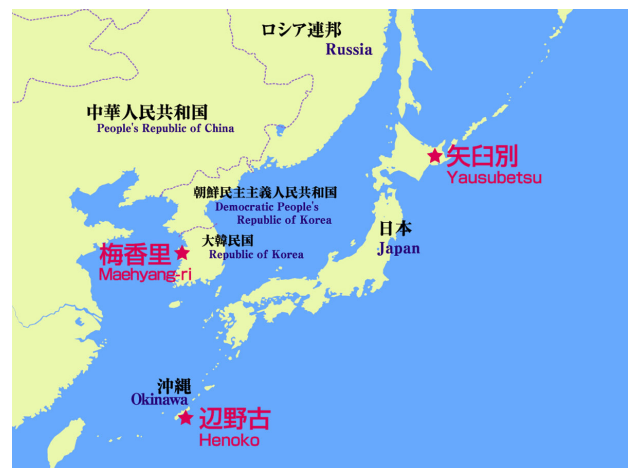 ロシア連邦
Russia
中華人民共和国
People's Republic of China
矢臼別
Yausubetsu
朝鮮民主主義人民共和国
Democratic People's
Republic of Korea
大韓民国
Republic of Korea
日本
Japan
梅香里
Maehyang-ri
沖縄
Okinawa
辺野古
Henoko